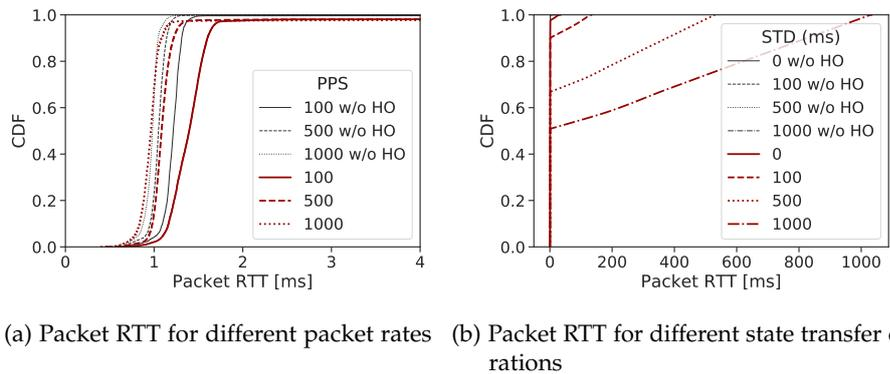 1.0
0.8
0.6
0.4
0.2
0.0
CDF
0
1
2
3
4
Packet RTT [ms]
PPS
100 w/o HO
500 w/o HO
1000 w/o HO
100
500
1000
1.0
0.8
0.6
0.4
0.2
0.0
CDF
0
200
400
600
800
1000
Packet RTT [ms]
STD (ms)
0 w/o HO
100 w/o HO
500 w/o HO
1000 w/o HO
0
100
500
1000
(a) Packet RTT for different packet rates
(b) Packet RTT for different state transfer
rations